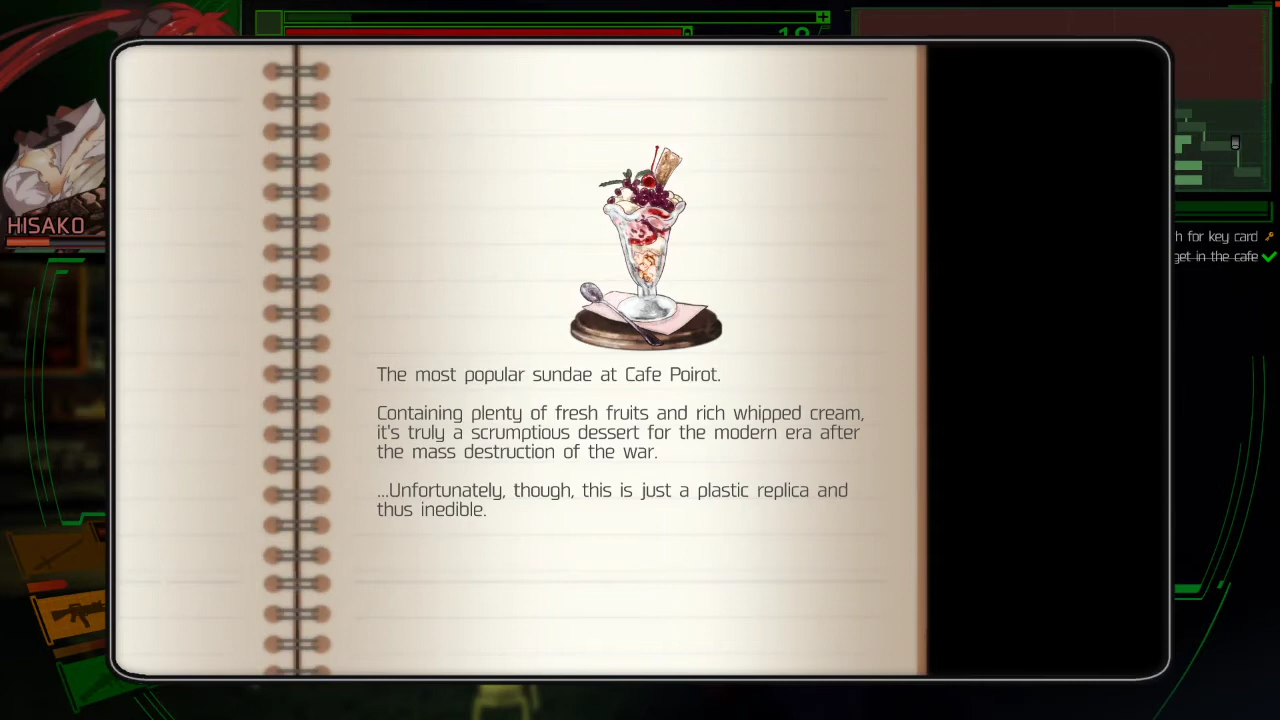 HISAKO
h for key card
get in the cafe
The most popular sundae at Cafe Poirot.
Containing plenty of fresh fruits and rich whipped cream,
it's truly a scrumptious dessert for the modern era after
the mass destruction of the war.
...Unfortunately, though, this is just a plastic replica and
thus inedible.